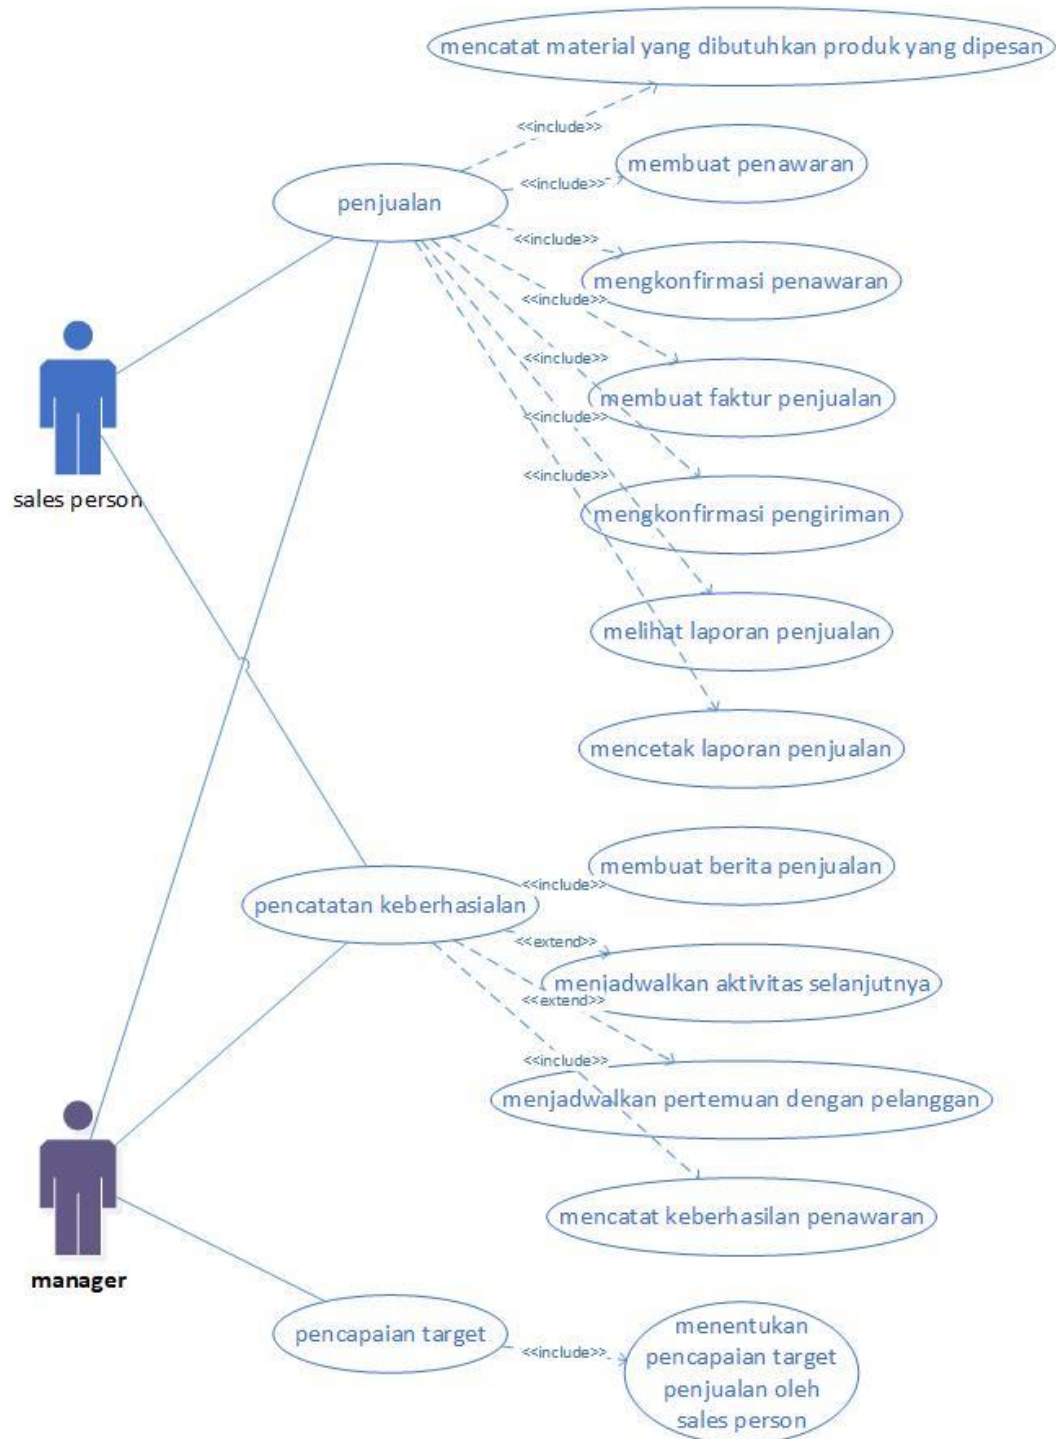 mencatat material yang dibutuhkan produk yang dipesan
<<include>>
membuat penawaran
<<include>>
penjualan
<<include>>
mengkonfirmasi penawaran
<<include>>
<<include>>
membuat faktur penjualan
<<include>>
<<include>>
sales person
mengkonfirmasi pengiriman
melihat laporan penjualan
mencetak laporan penjualan
membuat berita penjualan
<<include>>
pencatatan keberhasialan
<<extend>>
menjadwalkan aktivitas selanjutnya
<<extend>>
<<include>>
menjadwalkan pertemuan dengan pelanggan
mencatat keberhasilan penawaran
manager
pencapaian target
<<include>>
menentukan
pencapaian target
penjualan oleh
sales person